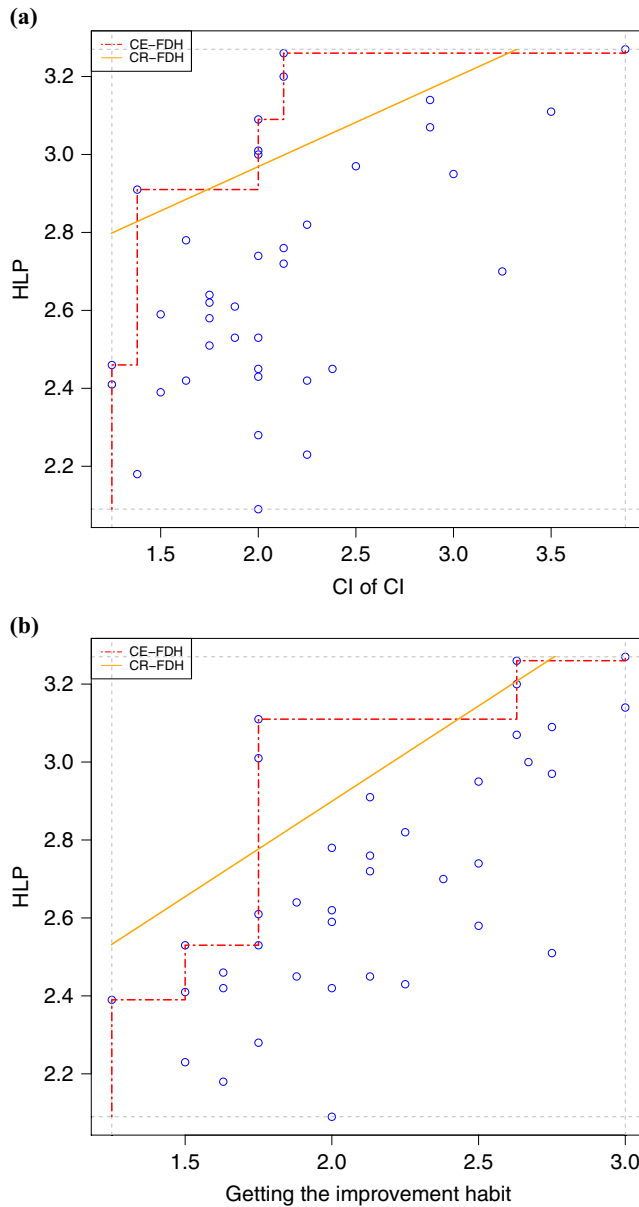 (a)
CE-FDH
CR-FDH
3.2
3.0
2.8
2.6
2.4
2.2
HLP
1.5 2.0 2.5 3.0 3.5
CI of CI
(b)
CE-FDH
CR-FDH
3.2
3.0
2.8
2.6
2.4
2.2
HLP
1.5 2.0 2.5 3.0
Getting the improvement habit